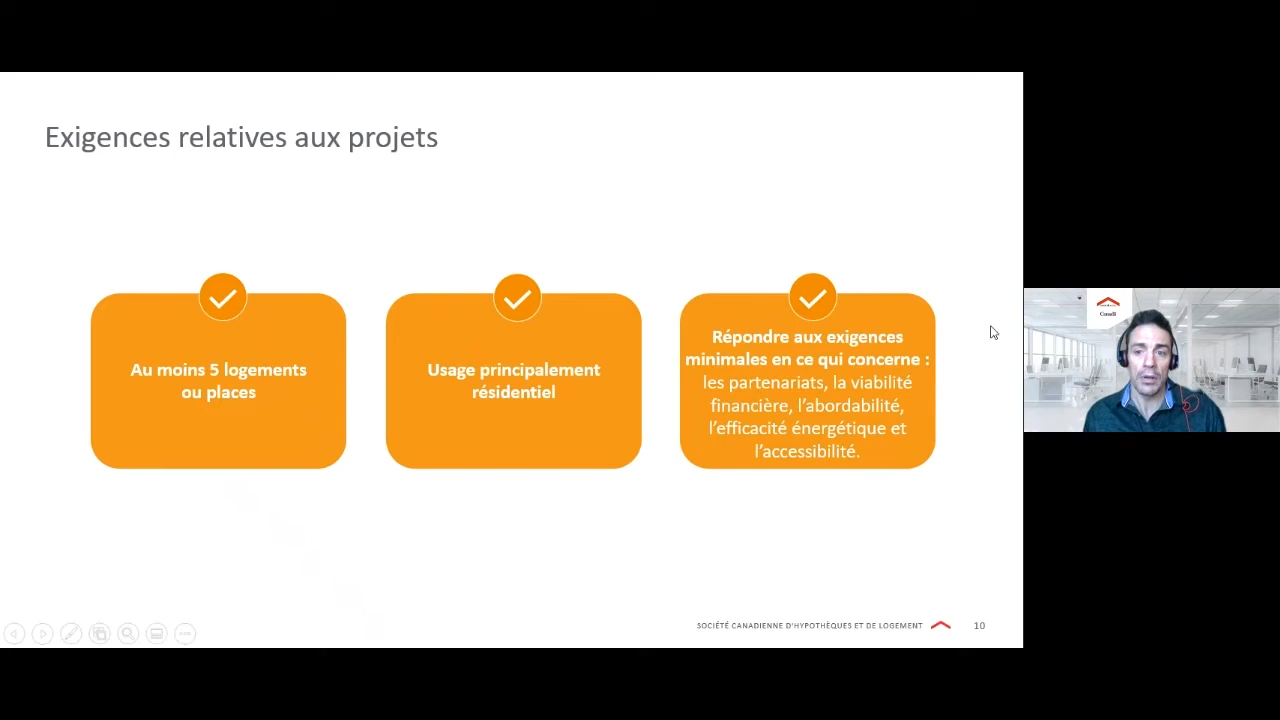 Exigences relatives aux projets
Au moins 5 logements
ou places
Usage principalement
résidentiel
Répondre aux exigences
minimales en ce qui concerne :
les partenariats, la viabilité
financière, l'abordabilité,
l'efficacité énergétique et
l'accessibilité.
SOCIÉTÉ CANADIENNE D'HYPOTHÈQUES ET DE LOGEMENT
10